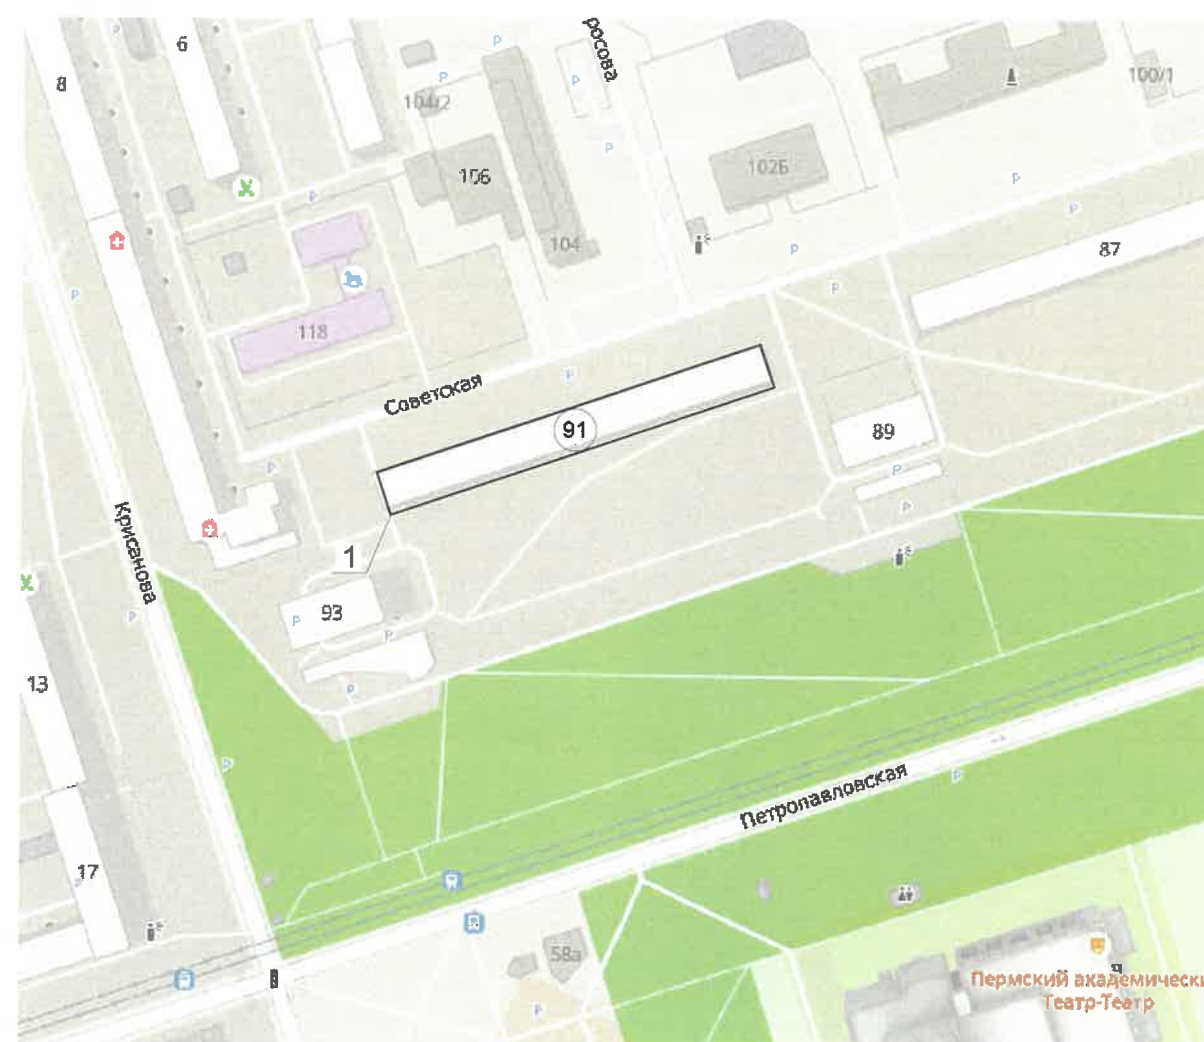 6
8
P
P
росова
P
P
104/2
100/1
P
106
102Б
P
P
P
104
P
87
P
P
118
P
Советская
P
91
89
P
P
P
Крисанова
1
93
P
P
P
13
P
P
Петропавловская
P
17
58а
P
Пермский академически
Театр-Театр